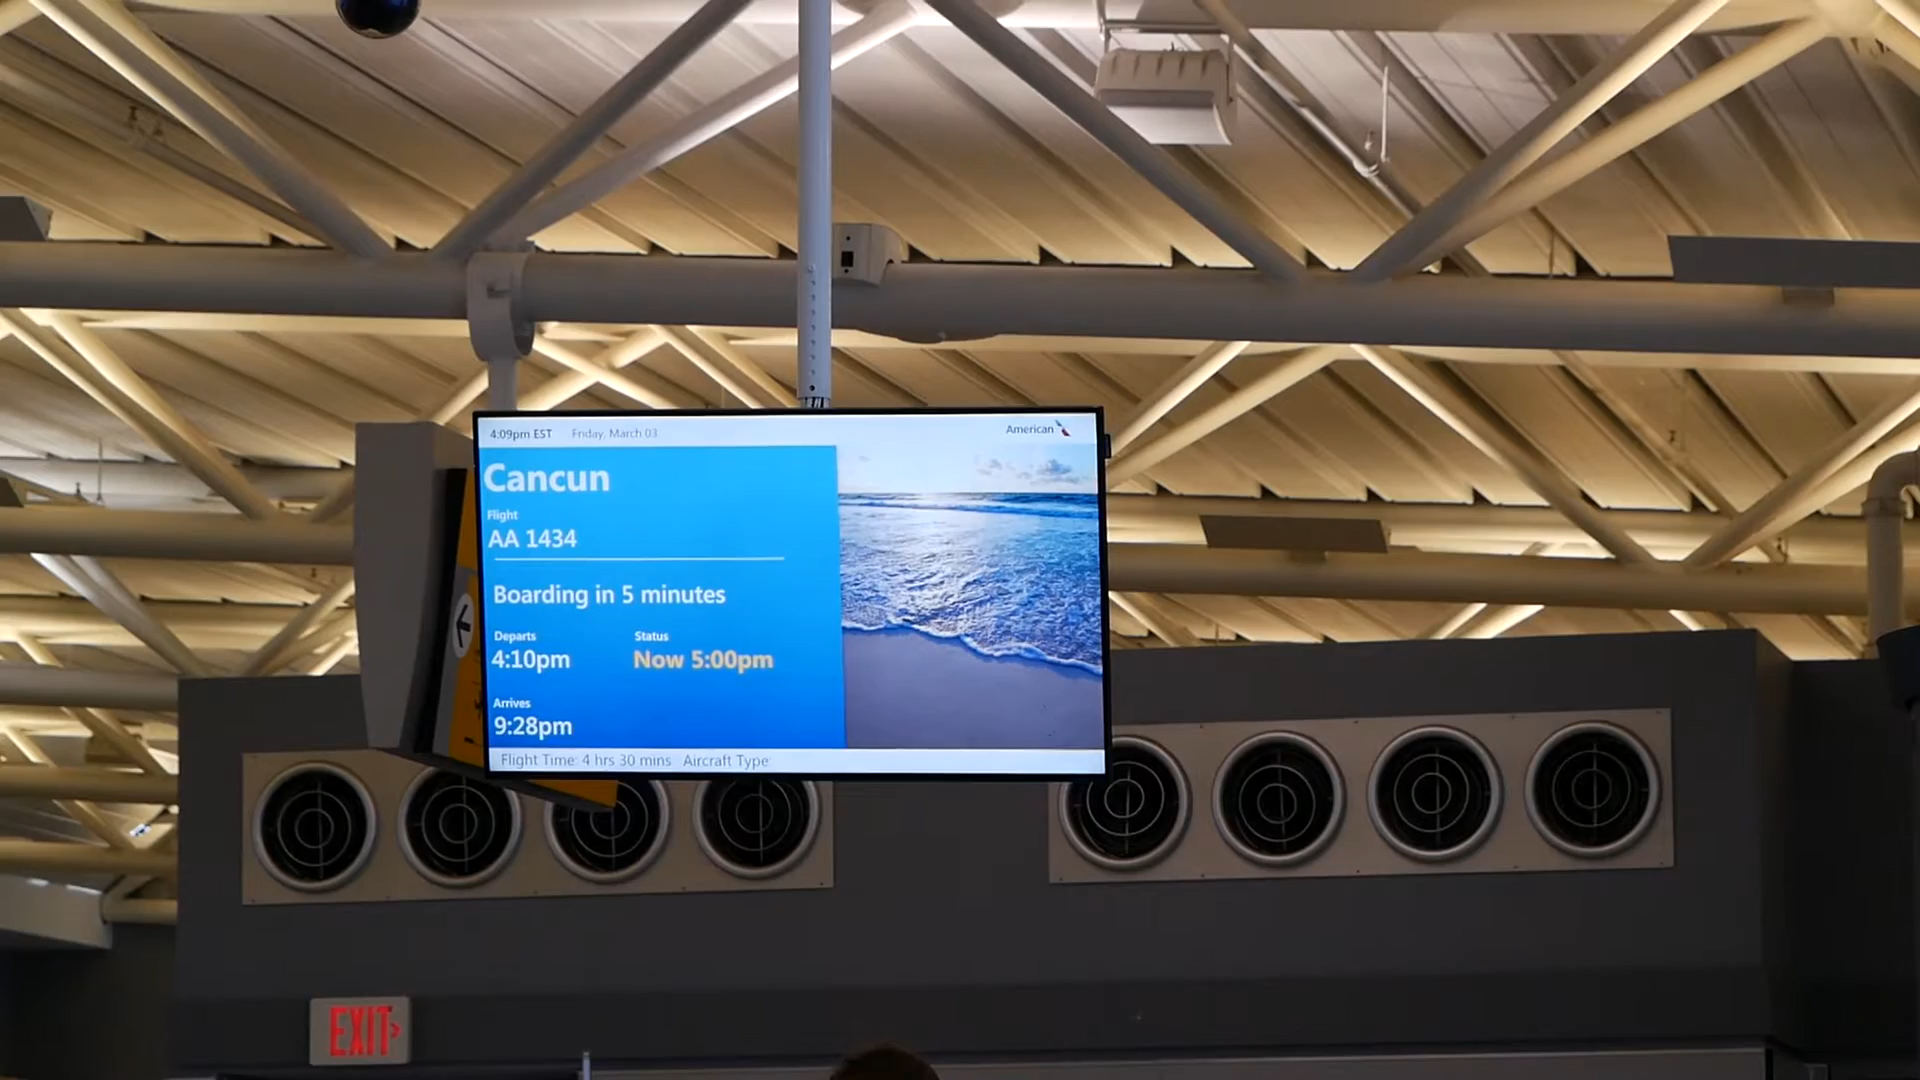 4:09pm EST Friday, March 03 American
Cancun
Flight
AA 1434
Boarding in 5 minutes
Departs Status
4:10pm Now 5:00pm
Arrives
9:28pm
Flight Time: 4 hrs 30 mins Aircraft Type:
EXIT